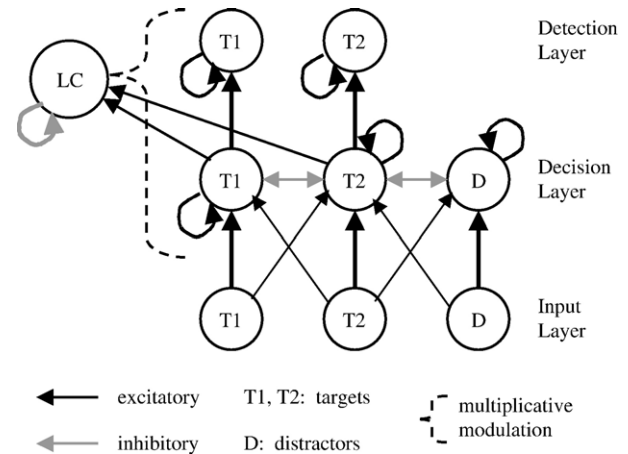 T1
T2
Detection
Layer
LC
T1
T2
D
Decision
Layer
T1
T2
D
Input
Layer
excitatory
T1, T2: targets
multiplicative
modulation
inhibitory
D: distractors